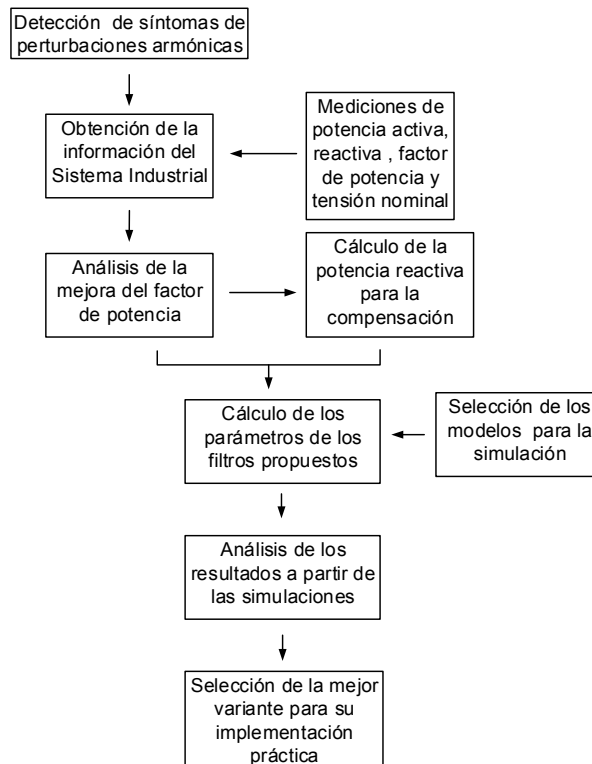 Detección de síntomas de
perturbaciones armónicas
Obtención de la
información del
Sistema Industrial
Mediciones de
potencia activa,
reactiva , factor
de potencia y
tensión nominal
Análisis de la
mejora del factor
de potencia
Cálculo de la
potencia reactiva
para la
compensación
Cálculo de los
parámetros de los
filtros propuestos
Selección de los
modelos para la
simulación
Análisis de los
resultados a partir de
las simulaciones
Selección de la mejor
variante para su
implementación
práctica